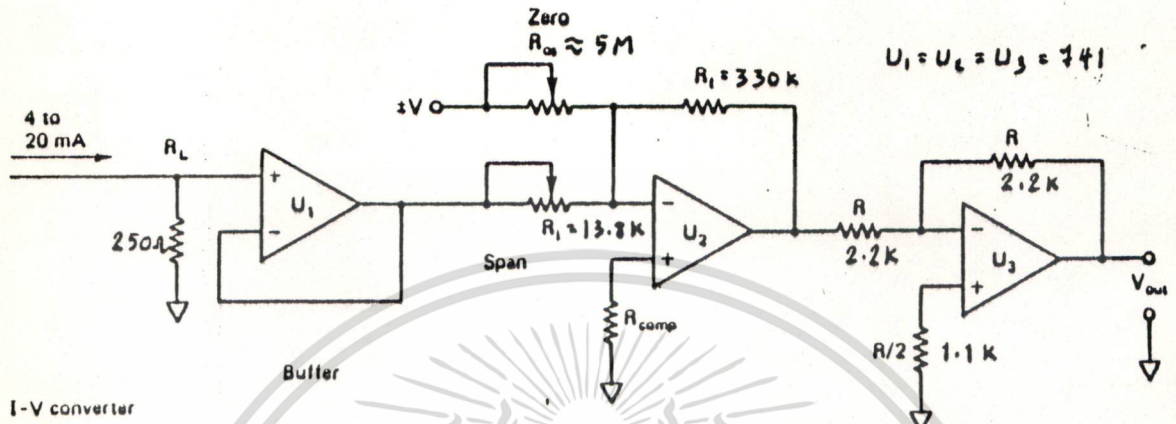 Zero
R_os ≈ 5M
U₁ = U₂ = U₃ = 741
R₁ = 330 k
±V
4 to
20 mA
R_L
R
2.2 k
+
-
U₁
250Ω
R₁ = 13.8 k
-
+
U₂
R
2.2 k
-
+
U₃
Span
V_out
R_comp
R/2 1.1 k
Buffer
I-V converter